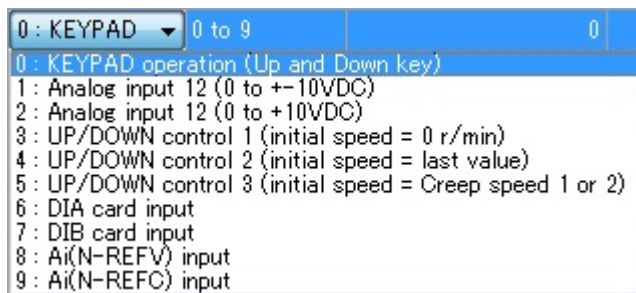 0 : KEYPAD 0 to 9 0
0 : KEYPAD operation (Up and Down key)
1 : Analog input 12 (0 to +-10VDC)
2 : Analog input 12 (0 to +10VDC)
3 : UP/DOWN control 1 (initial speed = 0 r/min)
4 : UP/DOWN control 2 (initial speed = last value)
5 : UP/DOWN control 3 (initial speed = Creep speed 1 or 2)
6 : DIA card input
7 : DIB card input
8 : Ai(N-REFV) input
9 : Ai(N-REFC) input